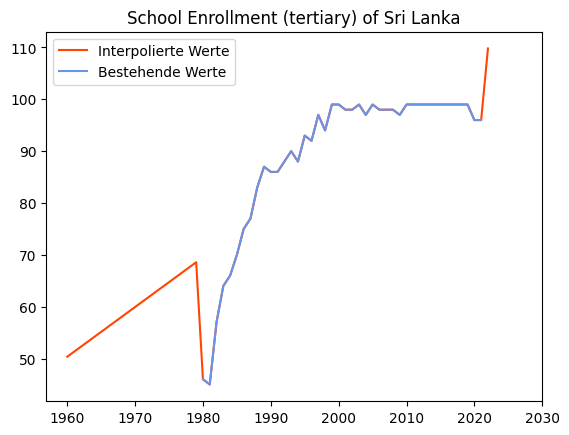 School Enrollment (tertiary) of Sri Lanka
Interpolierte Werte
Bestehende Werte
110
100
90
80
70
60
50
1960 1970 1980 1990 2000 2010 2020 2030